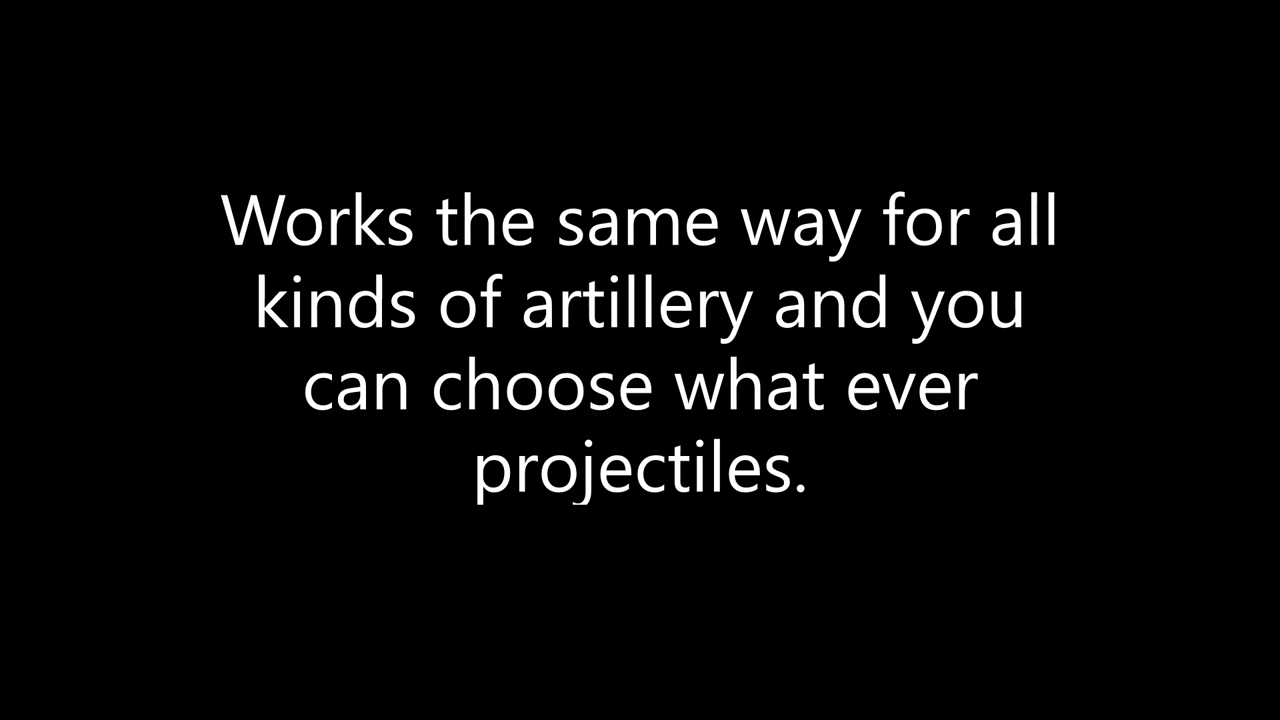 Works the same way for all
kinds of artillery and you
can choose what ever
projectiles.